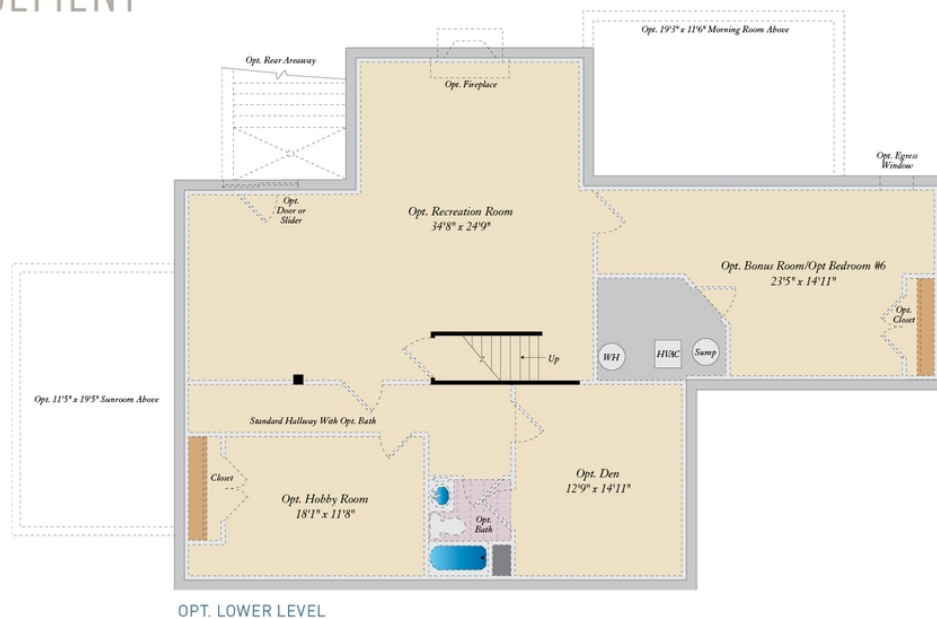 Opt. 19'3" x 11'6" Morning Room Above
Opt. Rear Areaway
Opt. Fireplace
Opt. Egress
Window
Opt.
Door or
Slider
Opt. Recreation Room
34'8" x 24'9"
Opt. Bonus Room/Opt Bedroom #6
23'5" x 14'11"
Opt.
Closet
WH
HVAC
Sump
Up
Opt. 11'5" x 19'5" Sunroom Above
Standard Hallway With Opt. Bath
Closet
Opt. Hobby Room
18'1" x 11'8"
Opt. Den
12'9" x 14'11"
Opt.
Bath
OPT. LOWER LEVEL